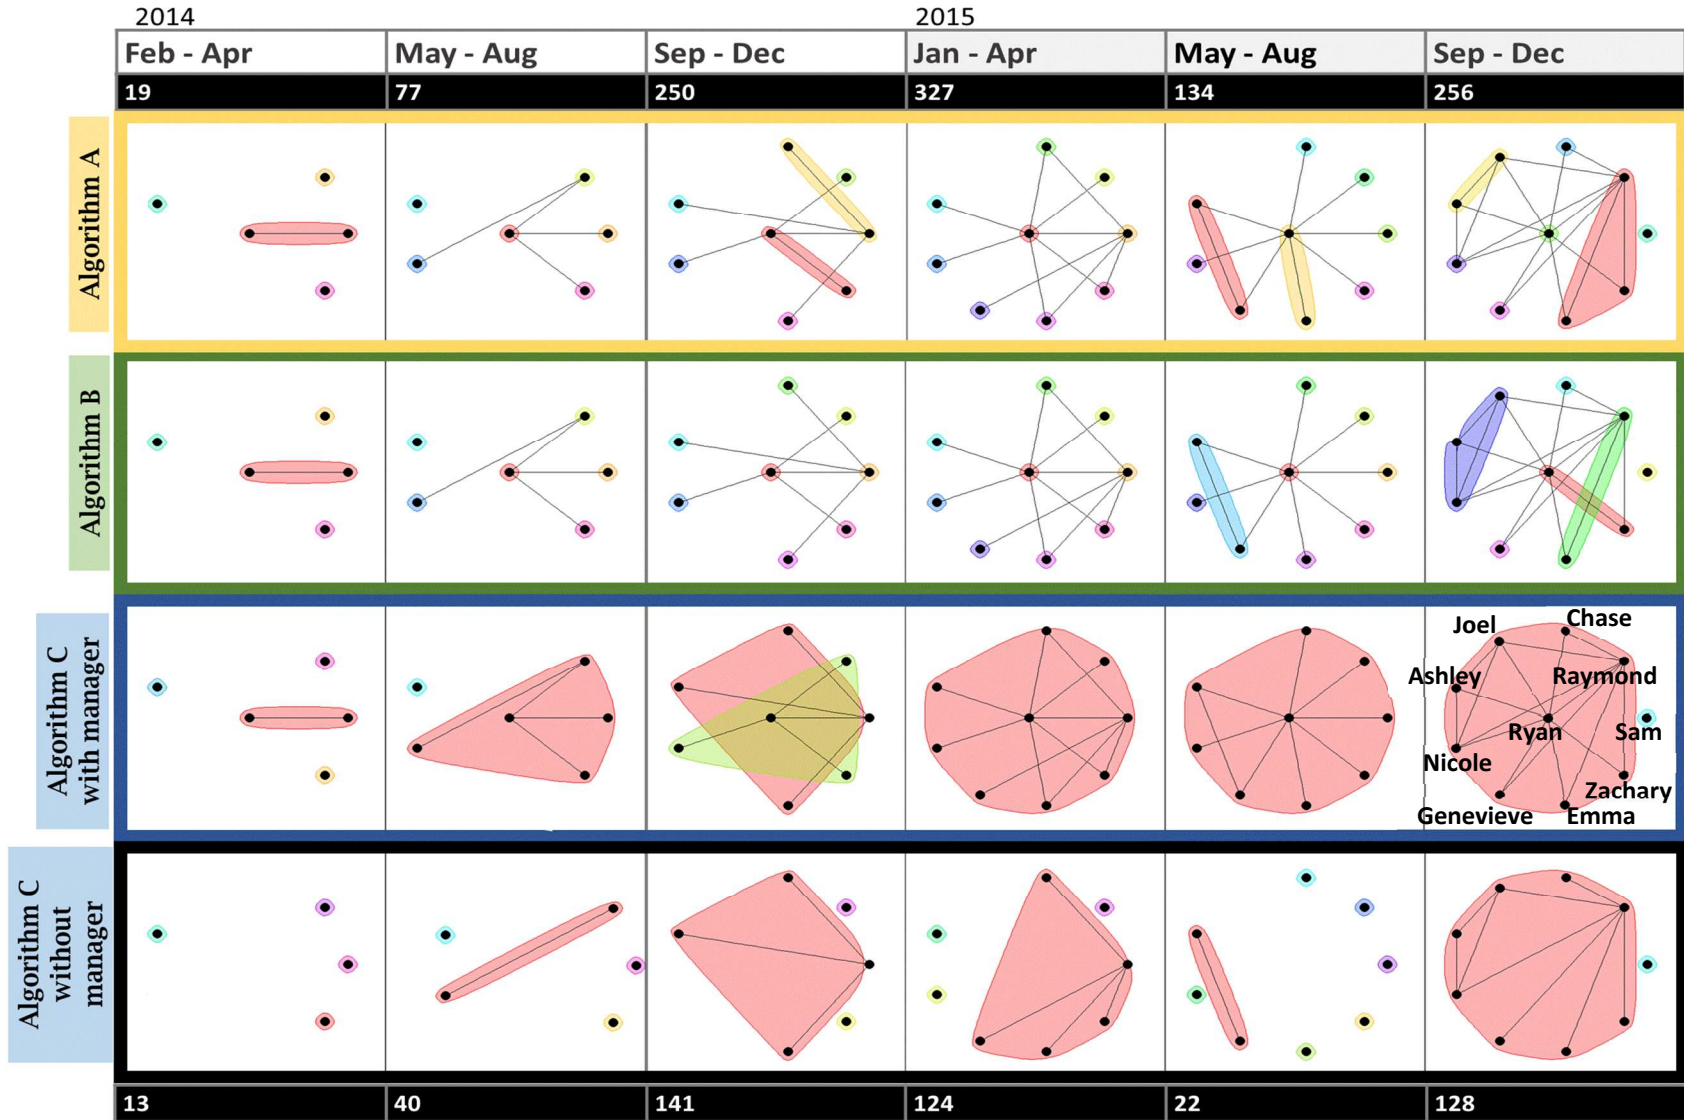 2014 2015
Feb - Apr May - Aug Sep - Dec Jan - Apr May - Aug Sep - Dec
19 77 250 327 134 256
Algorithm A
Algorithm B
Algorithm C
with manager
Joel Chase
Ashley Raymond
Ryan Sam
Nicole
Zachary
Genevieve Emma
Algorithm C
without
manager
13 40 141 124 22 128